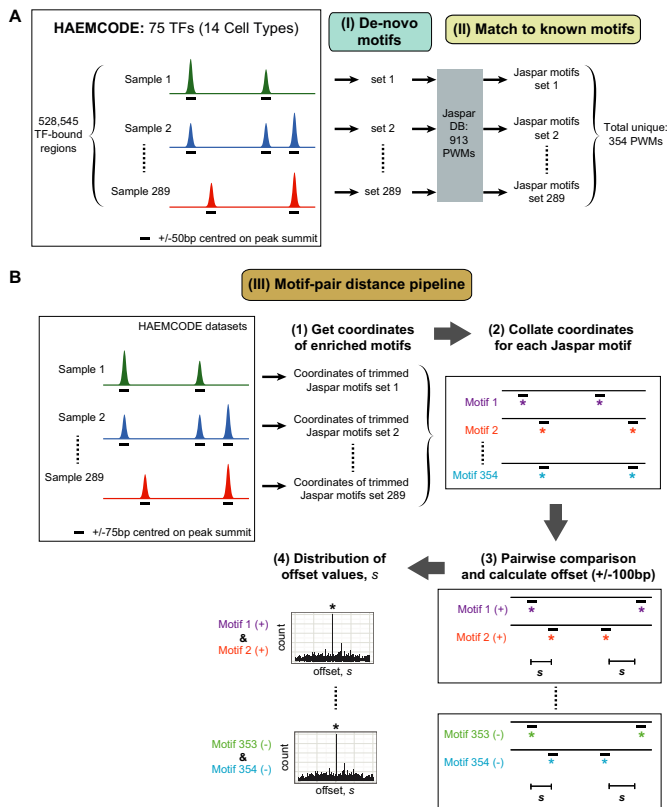 A
HAEMCODE: 75 TFs (14 Cell Types)
(I) De-novo
motifs
(II) Match to known motifs
528,545
TF-bound
regions
Sample 1
Sample 2
Sample 289
+/-50bp centred on peak summit
set 1
set 2
set 289
Jaspar
DB:
913
PWMs
Jaspar motifs
set 1
Jaspar motifs
set 2
Jaspar motifs
set 289
Total unique:
354 PWMs
B
(III) Motif-pair distance pipeline
HAEMCODE datasets
Sample 1
Sample 2
Sample 289
+/-75bp centred on peak summit
(1) Get coordinates
of enriched motifs
Coordinates of trimmed
Jaspar motifs set 1
Coordinates of trimmed
Jaspar motifs set 2
Coordinates of trimmed
Jaspar motifs set 289
(2) Collate coordinates
for each Jaspar motif
Motif 1
* *
Motif 2
* *
Motif 354
* *
(3) Pairwise comparison
and calculate offset (+/-100bp)
Motif 1 (+)
* *
Motif 2 (+)
* *
s s
Motif 353 (-)
* *
Motif 354 (-)
* *
s s
(4) Distribution of
offset values, s
Motif 1 (+)
&
Motif 2 (+)
*
count
offset, s
Motif 353 (-)
&
Motif 354 (-)
*
count
offset, s